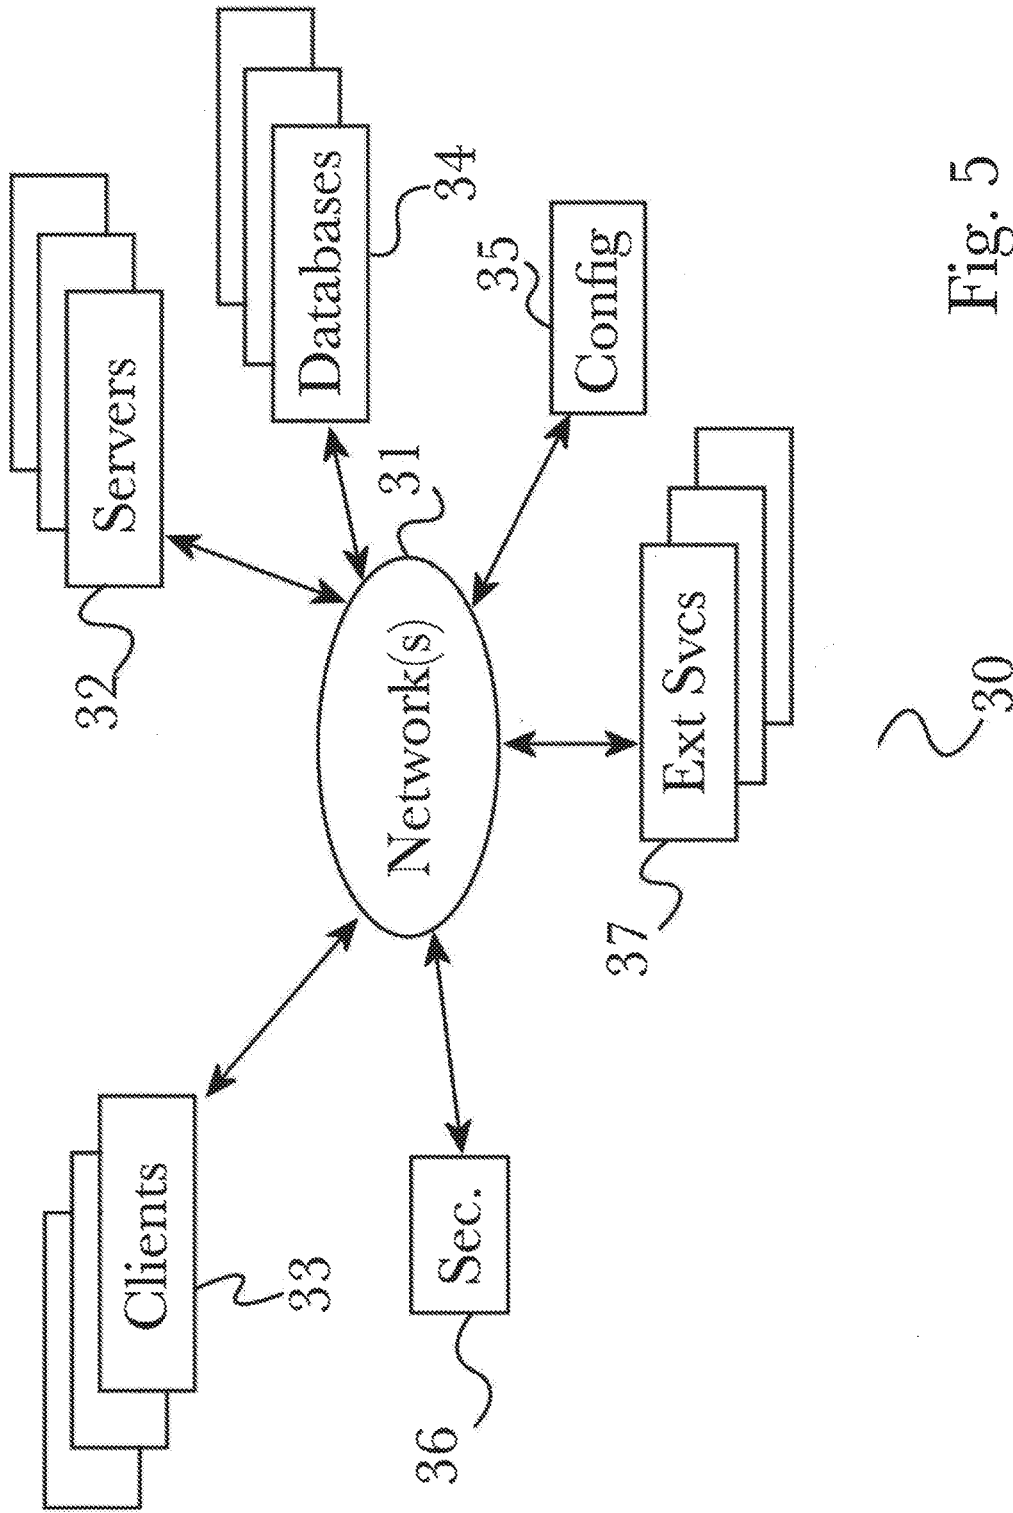 Clients
33
32
Servers
Databases
34
Network(s)
31
36
Sec.
35
Config
37
Ext Svcs
30
Fig. 5